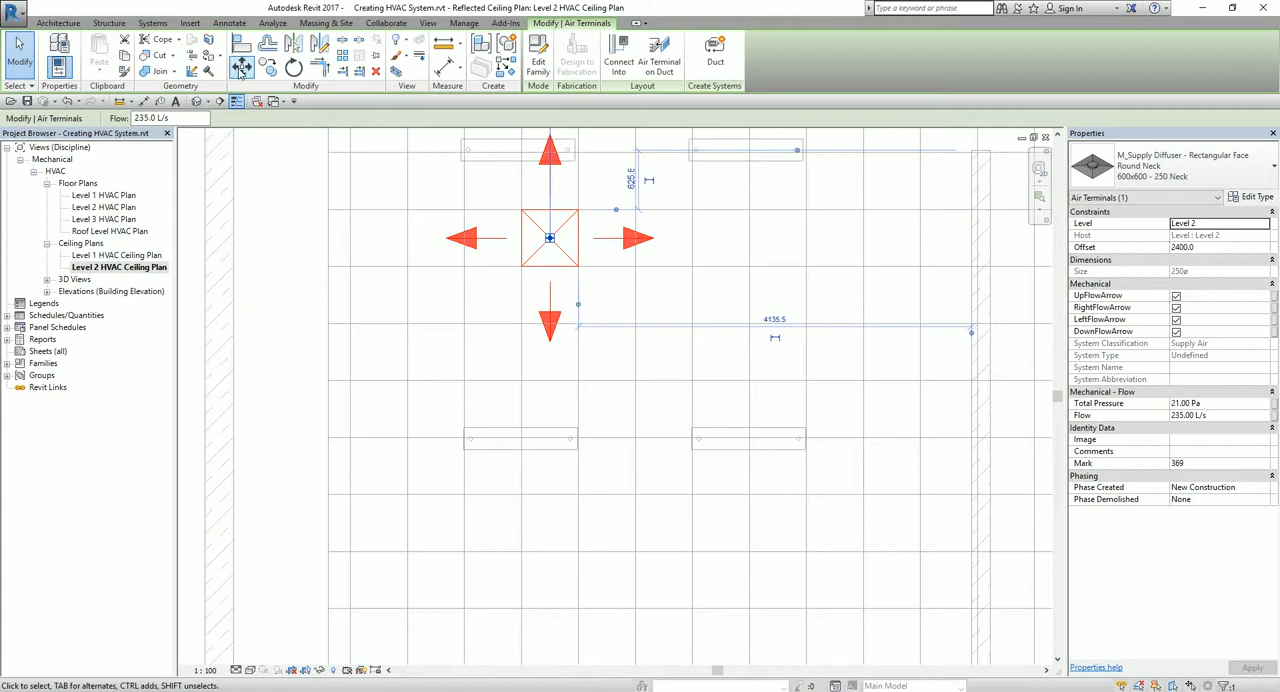 Autodesk Revit 2017 - Creating HVAC System.rvt - Reflected Ceiling Plan: Level 2 HVAC Ceiling Plan
Type a keyword or phrase
Sign In
Architecture Structure Systems Insert Annotate Analyze Massing & Site Collaborate View Manage Add-Ins Modify | Air Terminals
Modify
Paste
Cope
Cut
Join
Edit Family
Design to Fabrication
Connect Into
Air Terminal on Duct
Duct
Select Properties Clipboard Geometry Modify View Measure Create Mode Fabrication Layout Create Systems
Modify | Air Terminals Flow: 235.0 L/s
Project Browser - Creating HVAC System.rvt
Views (Discipline)
Mechanical
HVAC
Floor Plans
Level 1 HVAC Plan
Level 2 HVAC Plan
Level 3 HVAC Plan
Roof Level HVAC Plan
Ceiling Plans
Level 1 HVAC Ceiling Plan
Level 2 HVAC Ceiling Plan
3D Views
Elevations (Building Elevation)
Legends
Schedules/Quantities
Panel Schedules
Reports
Sheets (all)
Families
Groups
Revit Links
625.6
4135.5
2D
Properties
M_Supply Diffuser - Rectangular Face
Round Neck
600x600 - 250 Neck
Air Terminals (1) Edit Type
Constraints
Level Level 2
Host Level : Level 2
Offset 2400.0
Dimensions
Size 250ø
Mechanical
UpFlowArrow
RightFlowArrow
LeftFlowArrow
DownFlowArrow
System Classification Supply Air
System Type Undefined
System Name
System Abbreviation
Mechanical - Flow
Total Pressure 21.00 Pa
Flow 235.00 L/s
Identity Data
Image
Comments
Mark 369
Phasing
Phase Created New Construction
Phase Demolished None
Properties help Apply
1 : 100
Click to select, TAB for alternates, CTRL adds, SHIFT unselects.
:0 Main Model :1